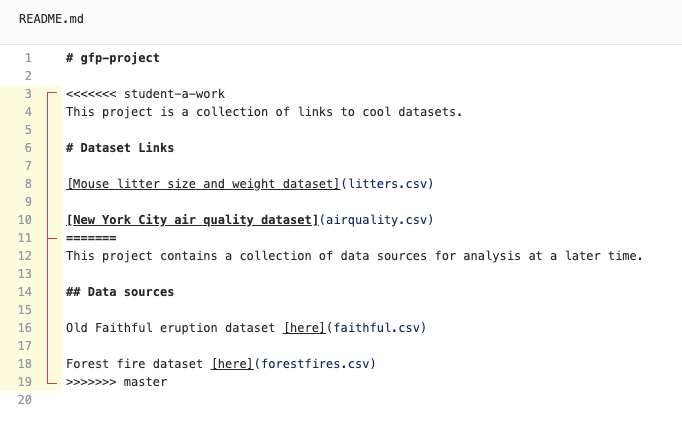 README.md
1 # gfp-project
2
3 <<<<<<< student-a-work
4 This project is a collection of links to cool datasets.
5
6 # Dataset Links
7
8 [Mouse litter size and weight dataset](litters.csv)
9
10 [New York City air quality dataset](airquality.csv)
11 =======
12 This project contains a collection of data sources for analysis at a later time.
13
14 ## Data sources
15
16 Old Faithful eruption dataset [here](faithful.csv)
17
18 Forest fire dataset [here](forestfires.csv)
19 >>>>>>> master
20